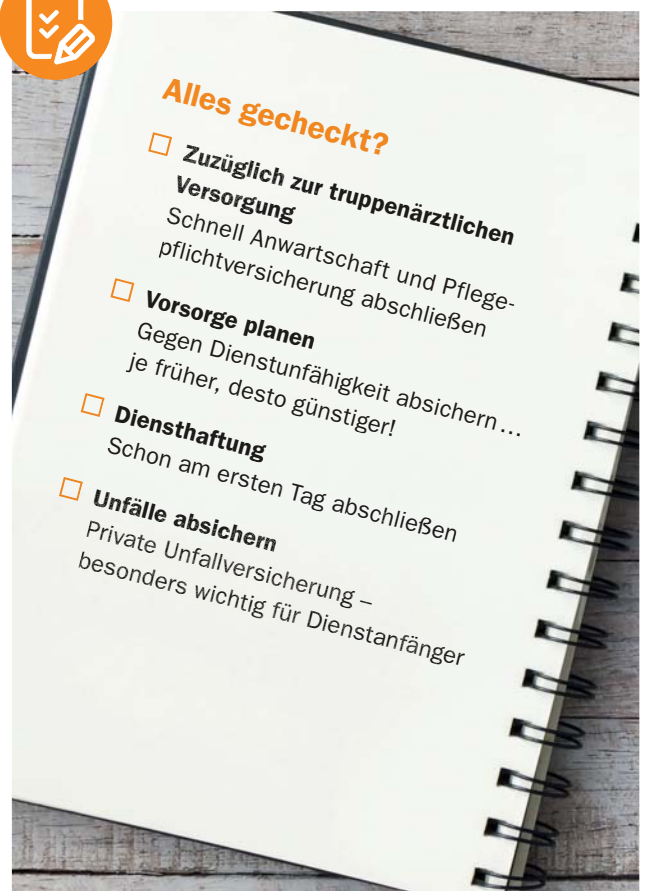 Alles gecheckt?
Zuzüglich zur truppenärztlichen
Versorgung
Schnell Anwartschaft und Pflege-
pflichtversicherung abschließen
Vorsorge planen
Gegen Dienstunfähigkeit absichern...
je früher, desto günstiger!
Diensthaftung
Schon am ersten Tag abschließen
Unfälle absichern
Private Unfallversicherung –
besonders wichtig für Dienstanfänger